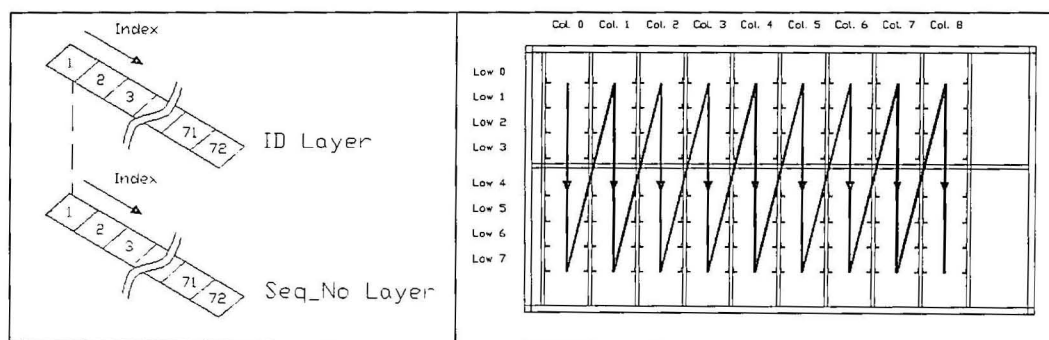 Index
1
2
3
71
72
ID Layer
Index
1
2
3
71
72
Seq_No Layer
Col. 0 Col. 1 Col. 2 Col. 3 Col. 4 Col. 5 Col. 6 Col. 7 Col. 8
Low 0
Low 1
Low 2
Low 3
Low 4
Low 5
Low 6
Low 7